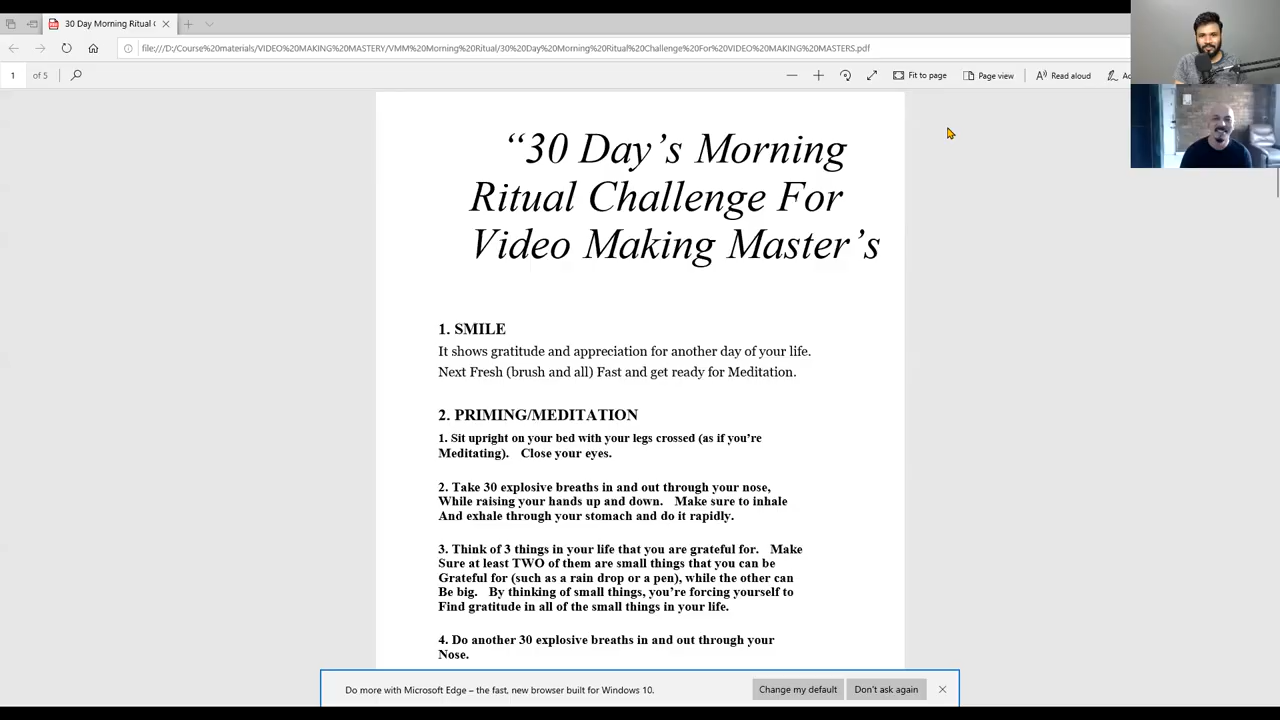 30 Day Morning Ritual C
file:///D:/Course%20materials/VIDEO%20MAKING%20MASTERY/VMM%20Morning%20Ritual/30%20Day%20Morning%20Ritual%20Challenge%20For%20VIDEO%20MAKING%20MASTERS.pdf
1 of 5 Fit to page Page view Read aloud
“30 Day’s Morning
Ritual Challenge For
Video Making Master’s
1. SMILE
It shows gratitude and appreciation for another day of your life.
Next Fresh (brush and all) Fast and get ready for Meditation.
2. PRIMING/MEDITATION
1. Sit upright on your bed with your legs crossed (as if you’re
Meditating). Close your eyes.
2. Take 30 explosive breaths in and out through your nose,
While raising your hands up and down. Make sure to inhale
And exhale through your stomach and do it rapidly.
3. Think of 3 things in your life that you are grateful for. Make
Sure at least TWO of them are small things that you can be
Grateful for (such as a rain drop or a pen), while the other can
Be big. By thinking of small things, you’re forcing yourself to
Find gratitude in all of the small things in your life.
4. Do another 30 explosive breaths in and out through your
Nose.
Do more with Microsoft Edge – the fast, new browser built for Windows 10. Change my default Don't ask again